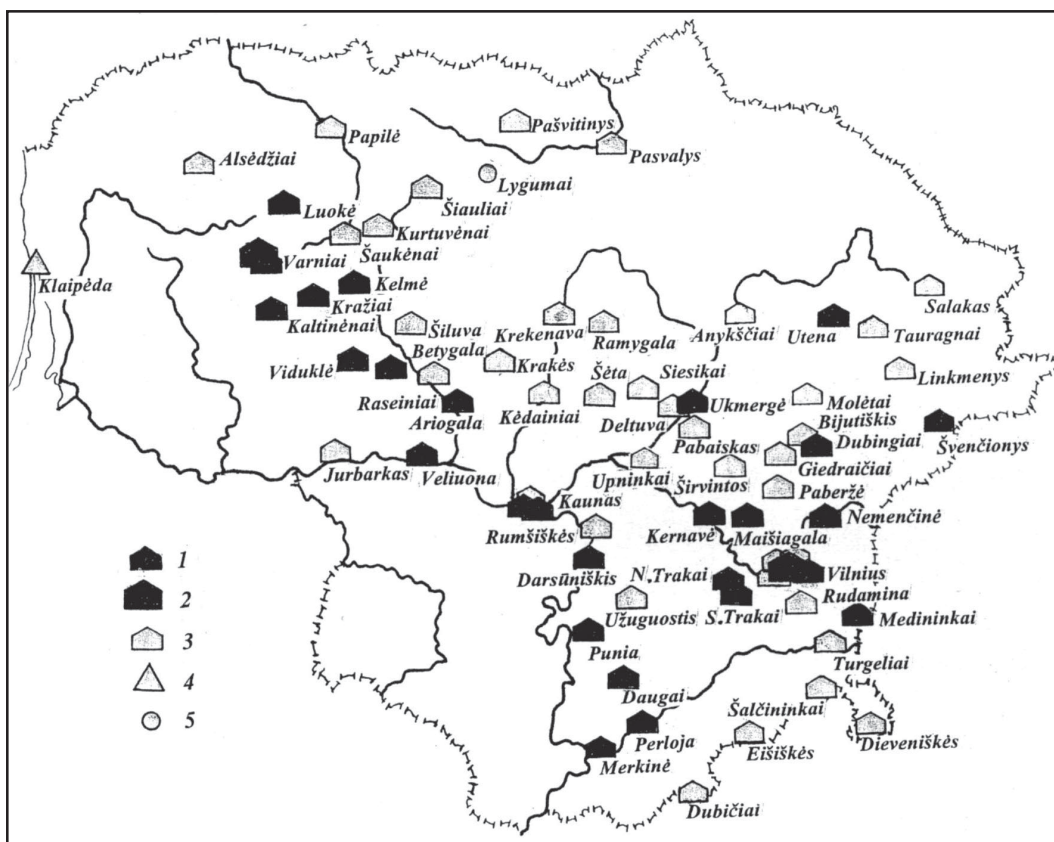 Papilė
Pašvitinys
Pasvalys
Alsėdžiai
Lygumai
Šiauliai
Luokė
Kurtuvėnai
Šaukėnai
Varniai
Klaipėda
Kelmė
Kražiai
Kaltinėnai
Salakas
Šiluva
Krekenava
Ramygala
Anykščiai
Utena
Tauragnai
Betygala
Krakės
Šėta
Siesikai
Linkmenys
Viduklė
Raseiniai
Kėdainiai
Ukmergė
Molėtai
Ariogala
Deltuva
Bijutiškis
Pabaiskas
Dubingiai
Švenčionys
Jurbarkas
Veliuona
Upninkai
Širvintos
Giedraičiai
Paberžė
Kaunas
Rumšiškės
Kernavė
Maišiagala
Nemenčinė
Darsūniškis
N.Trakai
Vilnius
Rudamina
Užuguostis
S.Trakai
Medininkai
Punia
Turgeliai
Daugai
Šalčininkai
Perloja
Eišiškės
Dieveniškės
Merkinė
Dubičiai
1
2
3
4
5